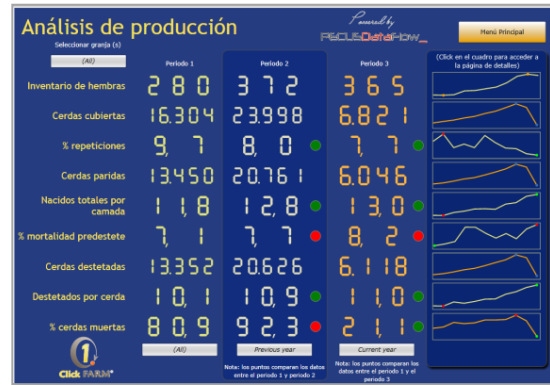 Análisis de producción
Powered by
PECUSDataFlow_
Menú Principal
Seleccionar granja (s)
(All)
Periodo 1
Periodo 2
Periodo 3
(Click en el cuadro para acceder a
la página de detalles)
Inventario de hembras 280 372 365
Cerdas cubiertas 16.304 23.998 6.821
% repeticiones 9,7 8,0 7,7
Cerdas paridas 13.450 20.761 6.046
Nacidos totales por
camada 11,8 12,8 13,0
% mortalidad predestete 7,1 7,7 8,2
Cerdas destetadas 13.352 20.626 6.118
Destetados por cerda 10,1 10,9 11,0
% cerdas muertas 80,9 92,3 21,1
(All)
Previous year
Current year
Nota: los puntos comparan los datos
entre el periodo 1 y periodo 2
Nota: los puntos comparan los
datos entre el periodo 1 y el
periodo 3
1
Click FARM